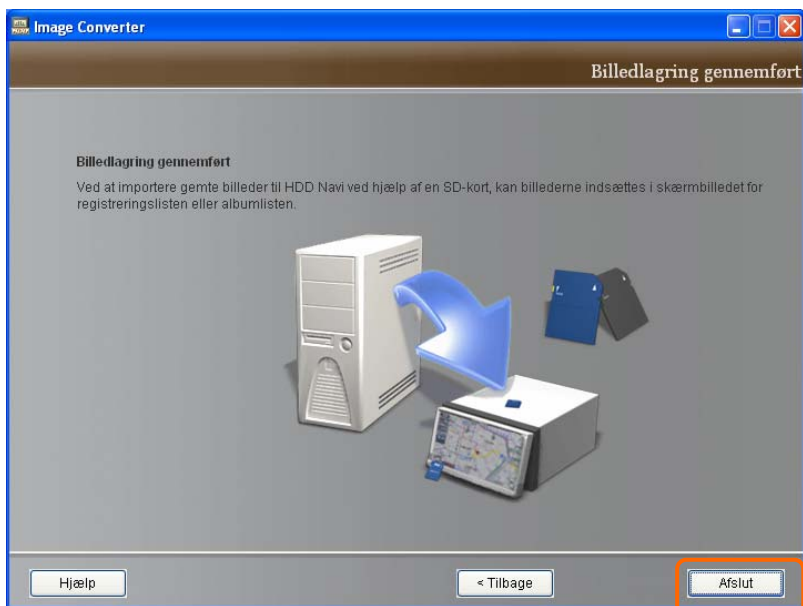 Image Converter
Billedlagring gennemført
Billedlagring gennemført
Ved at importere gemte billeder til HDD Navi ved hjælp af en SD-kort, kan billederne indsættes i skærmbilledet for
registreringslisten eller albumlisten.
Hjælp
< Tilbage
Afslut